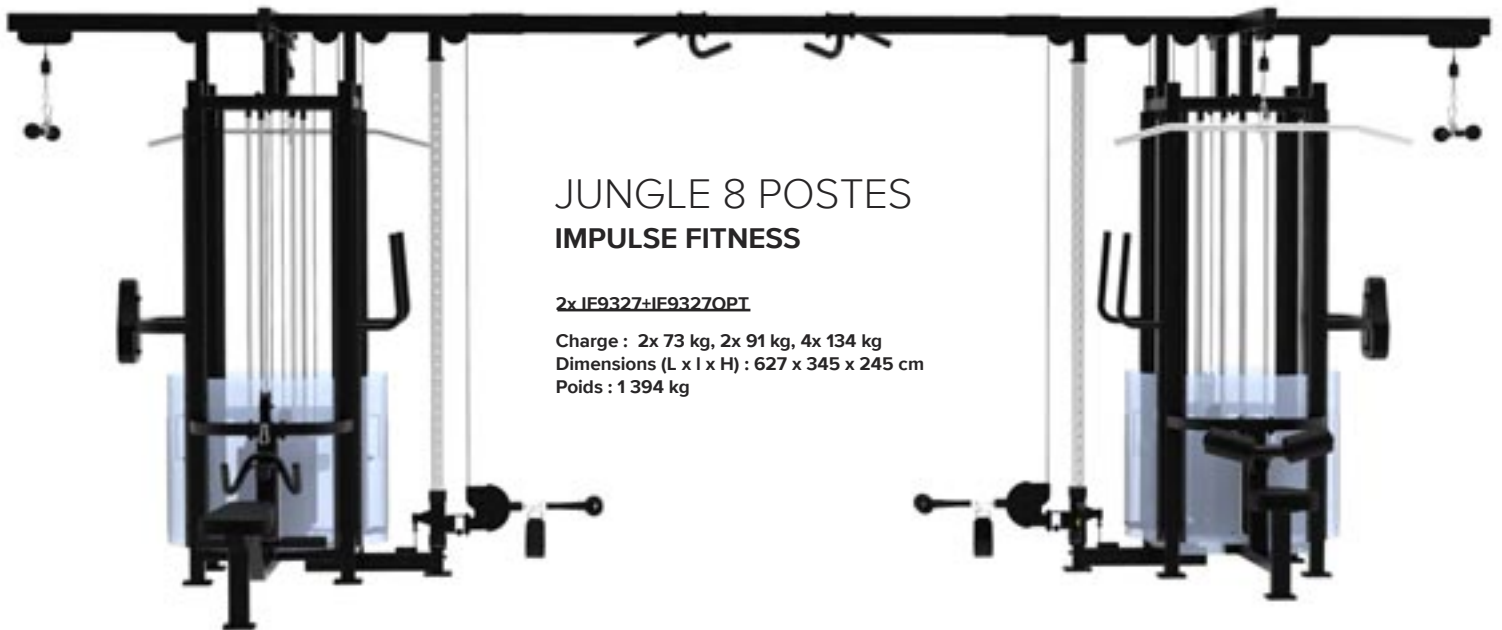 JUNGLE 8 POSTES
IMPULSE FITNESS
2x IF9327+IF9327OPT
Charge : 2x 73 kg, 2x 91 kg, 4x 134 kg
Dimensions (L x l x H) : 627 x 345 x 245 cm
Poids : 1 394 kg